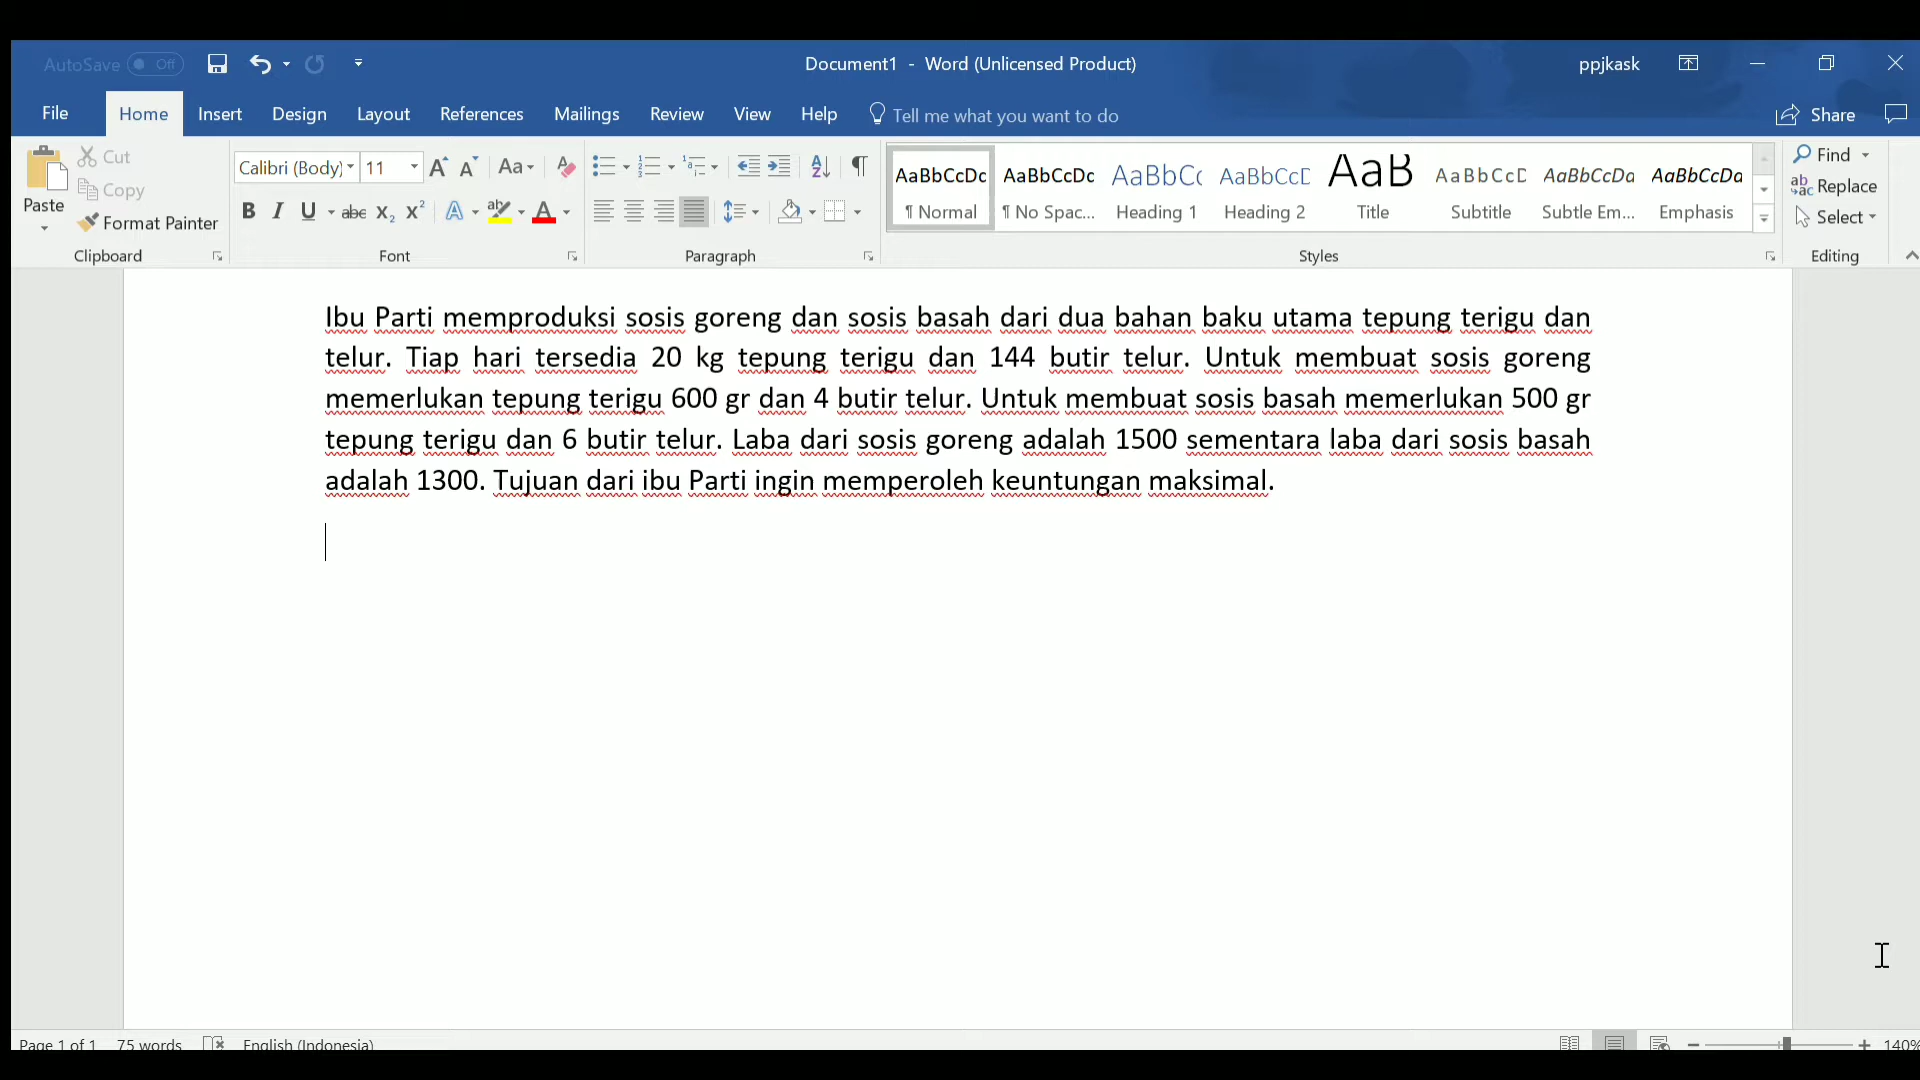 AutoSave Off
Document1 - Word (Unlicensed Product)
ppjkask
File Home Insert Design Layout References Mailings Review View Help Tell me what you want to do Share
Paste Cut Copy Format Painter
Clipboard
Calibri (Body) 11
Font
Paragraph
AaBbCcDc AaBbCcDc AaBbCc AaBbCcD AaB AaBbCcD AaBbCcDa AaBbCcDa
¶ Normal ¶ No Spac... Heading 1 Heading 2 Title Subtitle Subtle Em... Emphasis
Styles
Find
Replace
Select
Editing
Ibu Parti memproduksi sosis goreng dan sosis basah dari dua bahan baku utama tepung terigu dan
telur. Tiap hari tersedia 20 kg tepung terigu dan 144 butir telur. Untuk membuat sosis goreng
memerlukan tepung terigu 600 gr dan 4 butir telur. Untuk membuat sosis basah memerlukan 500 gr
tepung terigu dan 6 butir telur. Laba dari sosis goreng adalah 1500 sementara laba dari sosis basah
adalah 1300. Tujuan dari ibu Parti ingin memperoleh keuntungan maksimal.
Page 1 of 1 75 words English (Indonesia) 140%